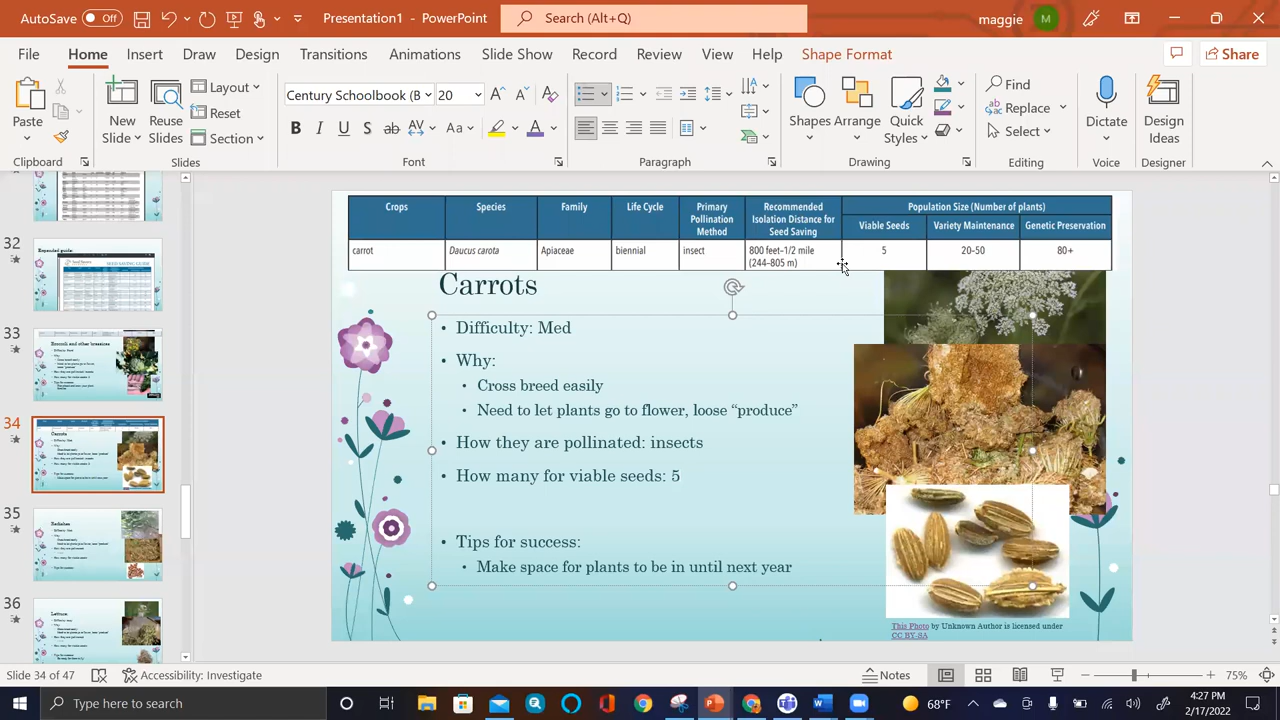 AutoSave Off Presentation1 - PowerPoint Search (Alt+Q) maggie M
File Home Insert Draw Design Transitions Animations Slide Show Record Review View Help Shape Format Share
Paste
Clipboard
New Slide
Reuse Slides
Layout
Reset
Section
Slides
Century Schoolbook (B 20
B I U S ab AV Aa A
Font
Paragraph
Shapes Arrange Quick Styles
Drawing
Find
Replace
Select
Editing
Dictate
Voice
Design Ideas
Designer
32
33
34
35
36
Crops Species Family Life Cycle Primary Pollination Method Recommended Isolation Distance for Seed Saving Population Size (Number of plants)
Viable Seeds Variety Maintenance Genetic Preservation
carrot Daucus carota Apiaceae biennial insect 800 feet–1/2 mile 5 20–50 80+
(244–805 m)
Carrots
• Difficulty: Med
• Why:
• Cross breed easily
• Need to let plants go to flower, loose “produce”
• How they are pollinated: insects
• How many for viable seeds: 5
• Tips for success:
• Make space for plants to be in until next year
This Photo by Unknown Author is licensed under
CC BY-SA
Slide 34 of 47 Accessibility: Investigate Notes 75%
Type here to search 68°F 4:27 PM
2/17/2022